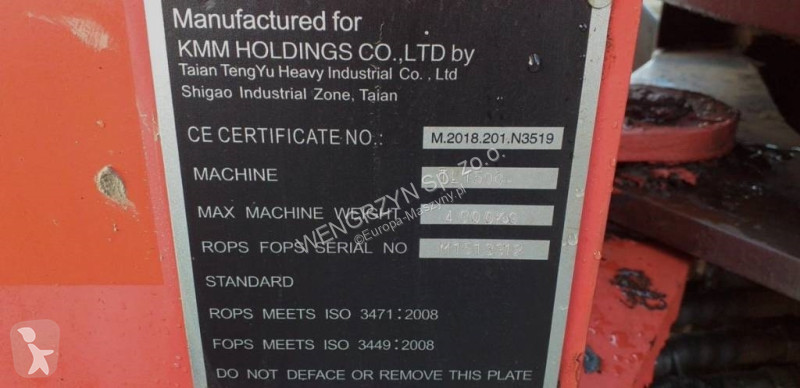 Manufactured for
KMM HOLDINGS CO.,LTD by
Taian TengYu Heavy Industrial Co. , Ltd
Shigao Industrial Zone, Taian
CE CERTIFICATE NO.: M.2018.201.N3519
MACHINE
MAX MACHINE WEIGHT
ROPS FOPS SERIAL NO
STANDARD
ROPS MEETS ISO 3471:2008
FOPS MEETS ISO 3449:2008
DO NOT DEFACE OR REMOVE THIS PLATE
WENGRZYN Sp. z o.o.
©Europa-Maszyny.pl